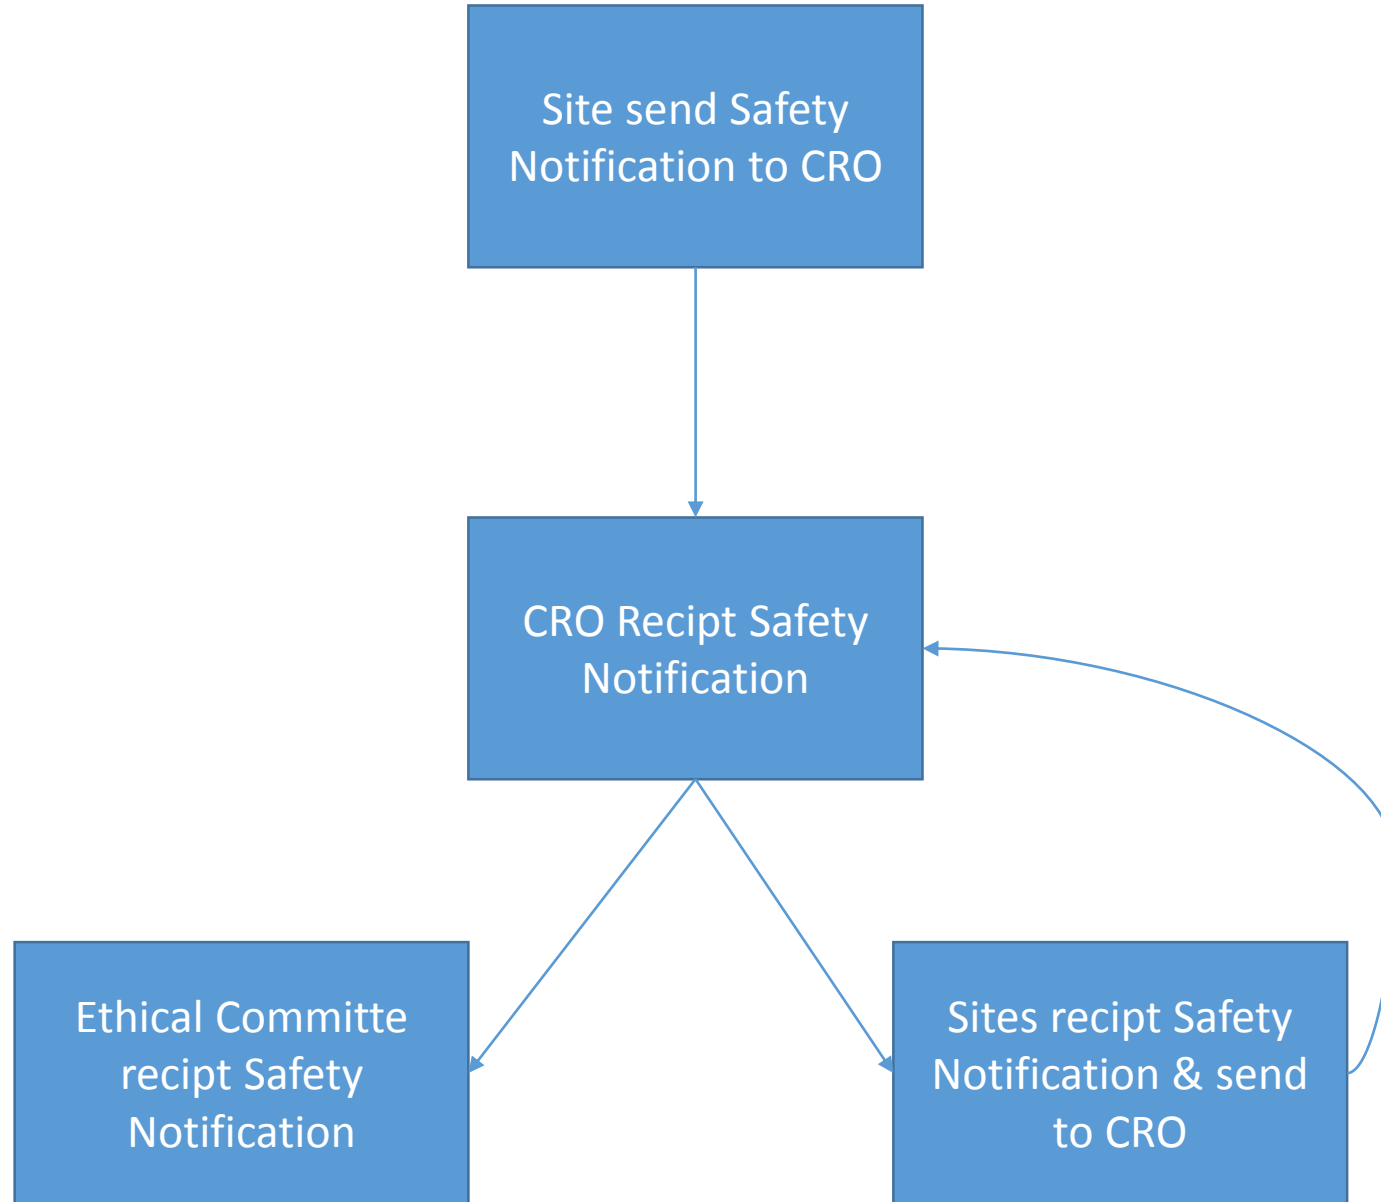 Site send Safety
Notification to CRO
CRO Recipt Safety
Notification
Ethical Committe
recipt Safety
Notification
Sites recipt Safety
Notification & send
to CRO